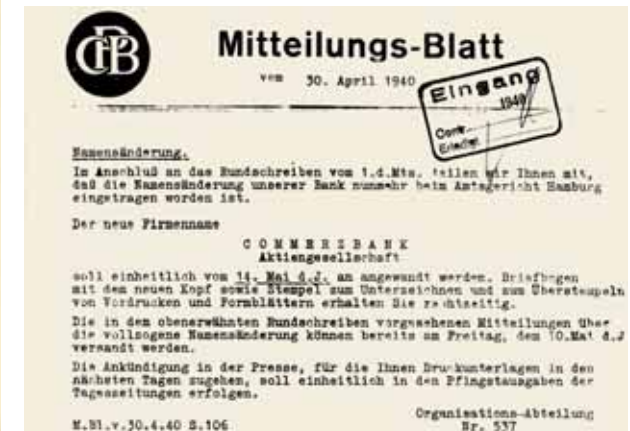 CPB
Mitteilungs-Blatt
vom 30. April 1940
Eingang
1940
Contr.
Erledigt
Namensänderung.
Im Anschluß an das Rundschreiben vom 1.d.Mts. teilen wir Ihnen mit,
daß die Namensänderung unserer Bank nunmehr beim Amtsgericht Hamburg
eingetragen worden ist.
Der neue Firmenname
COMMERZBANK
Aktiengesellschaft
soll einheitlich vom 14. Mai d.J. an angewandt werden. Briefbogen
mit dem neuen Kopf sowie Stempel zum Unterzeichnen und zum Überstempeln
von Vordrucken und Formblättern erhalten Sie rechtzeitig.
Die in dem obenerwähnten Rundschreiben vorgesehenen Mitteilungen über
die vollzogene Namensänderung können bereits am Freitag, dem 10.Mai d.J
versandt werden.
Die Ankündigung in der Presse, für die Ihnen Druckunterlagen in den
nächsten Tagen zugehen, soll einheitlich in den Pfingstausgaben der
Tageszeitungen erfolgen.
Organisations-Abteilung
M.Bl.v.30.4.40 S.106 Nr. 537